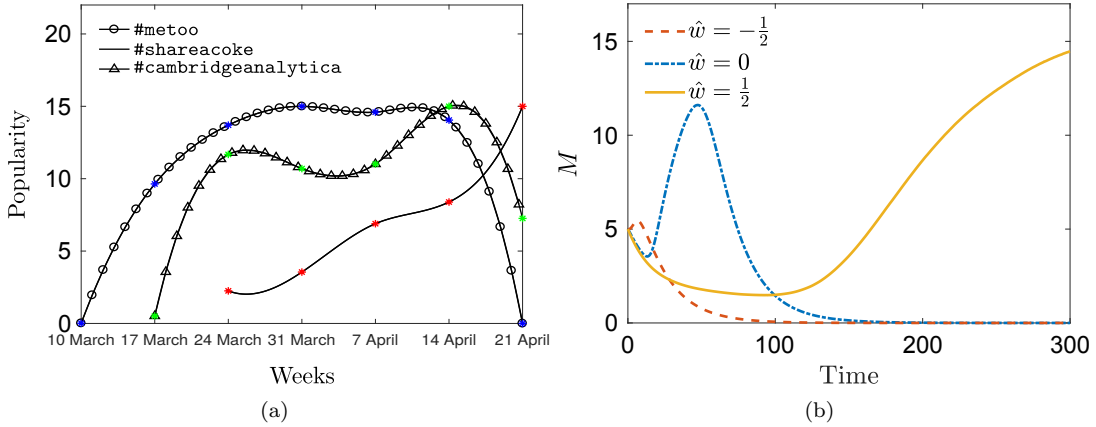 20
15
10
5
0
Popularity
#metoo
#shareacoke
#cambridgeanalytica
10 March 17 March 24 March 31 March 7 April 14 April 21 April
Weeks
(a)
15
10
5
0
M
ŵ = −1/2
ŵ = 0
ŵ = 1/2
0 100 200 300
Time
(b)